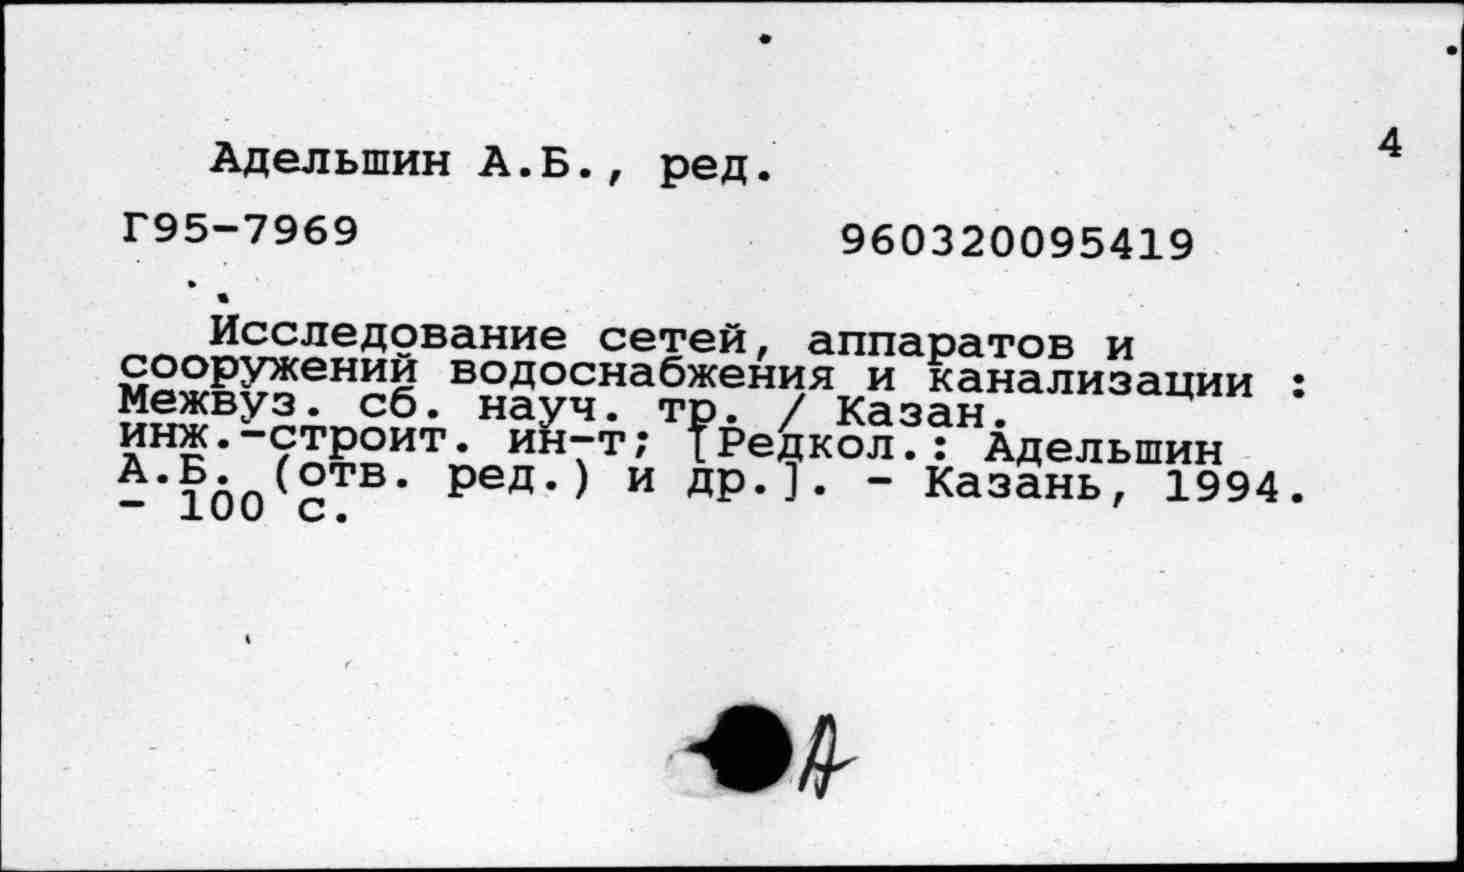 4
Адельшин А.Б., ред.
Г95-7969 960320095419
Исследование сетей, аппаратов и
сооружений водоснабжения и канализации :
Межвуз. сб. науч. тр. / Казан.
инж.-строит. ин-т; [Редкол.: Адельшин
А.Б. (отв. ред.) и др.]. - Казань, 1994.
- 100 с.
А